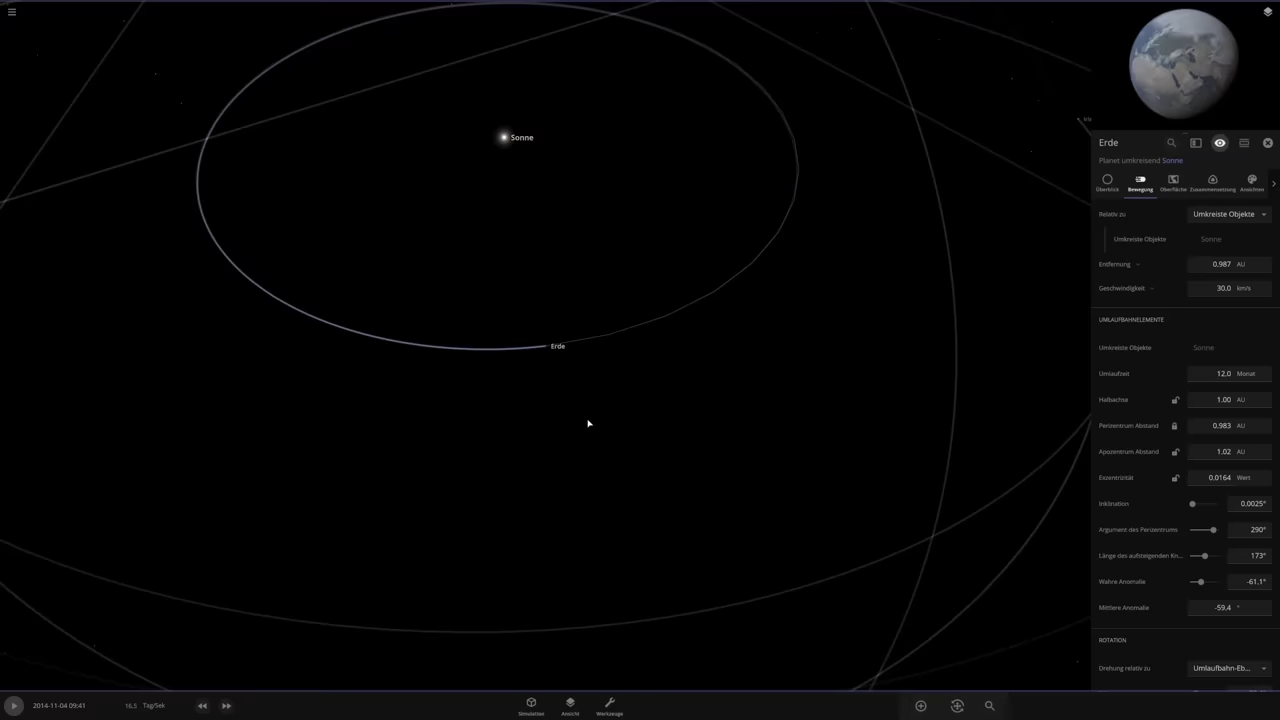 Sonne
Erde
Erde
Planet umkreisend Sonne
Überblick
Bewegung
Oberfläche
Zusammensetzung
Ansichten
Relativ zu
Umkreiste Objekte
Umkreiste Objekte Sonne
Entfernung 0.987 AU
Geschwindigkeit 30.0 km/s
UMLAUFBAHNELEMENTE
Umkreiste Objekte Sonne
Umlaufzeit 12.0 Monat
Halbachse 1.00 AU
Perizentrum Abstand 0.983 AU
Apozentrum Abstand 1.02 AU
Exzentrizität 0.0164 Wert
Inklination 0.0025°
Argument des Perizentrums 290°
Länge des aufsteigenden Kn... 173°
Wahre Anomalie -61.1°
Mittlere Anomalie -59.4 °
ROTATION
Drehung relativ zu Umlaufbahn-Eb...
2014-11-04 09:41 16.5 Tag/Sek
Simulation
Ansicht
Werkzeuge